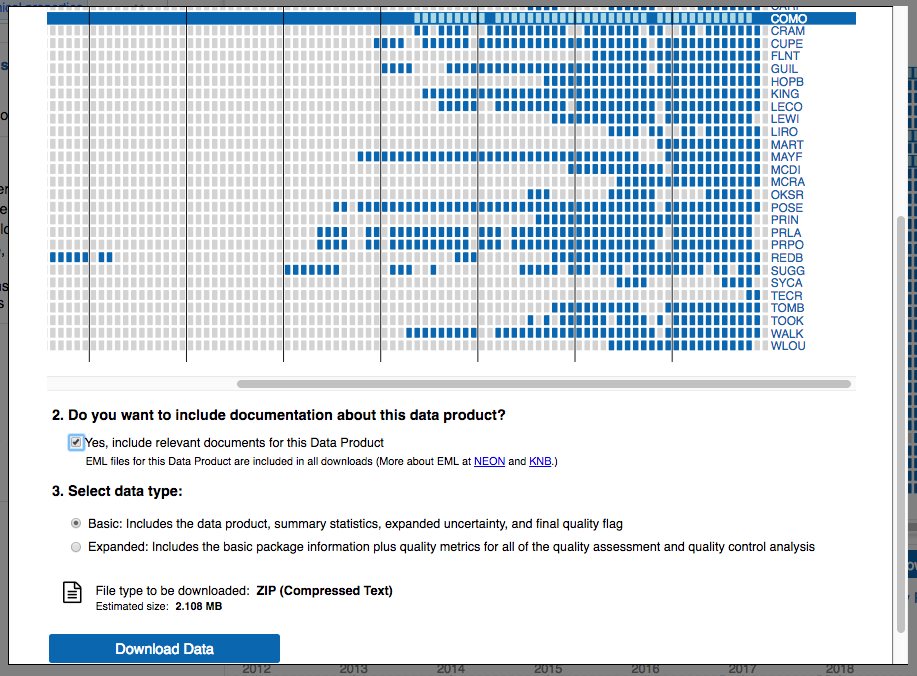 COMO
CRAM
CUPE
FLNT
GUIL
HOPB
KING
LECO
LEWI
LIRO
MART
MAYF
MCDI
MCRA
OKSR
POSE
PRIN
PRLA
PRPO
REDB
SUGG
SYCA
TECR
TOMB
TOOK
WALK
WLOU
2. Do you want to include documentation about this data product?
Yes, include relevant documents for this Data Product
EML files for this Data Product are included in all downloads (More about EML at NEON and KNB.)
3. Select data type:
Basic: Includes the data product, summary statistics, expanded uncertainty, and final quality flag
Expanded: Includes the basic package information plus quality metrics for all of the quality assessment and quality control analysis
File type to be downloaded: ZIP (Compressed Text)
Estimated size: 2.108 MB
Download Data
2012 2013 2014 2015 2016 2017 2018